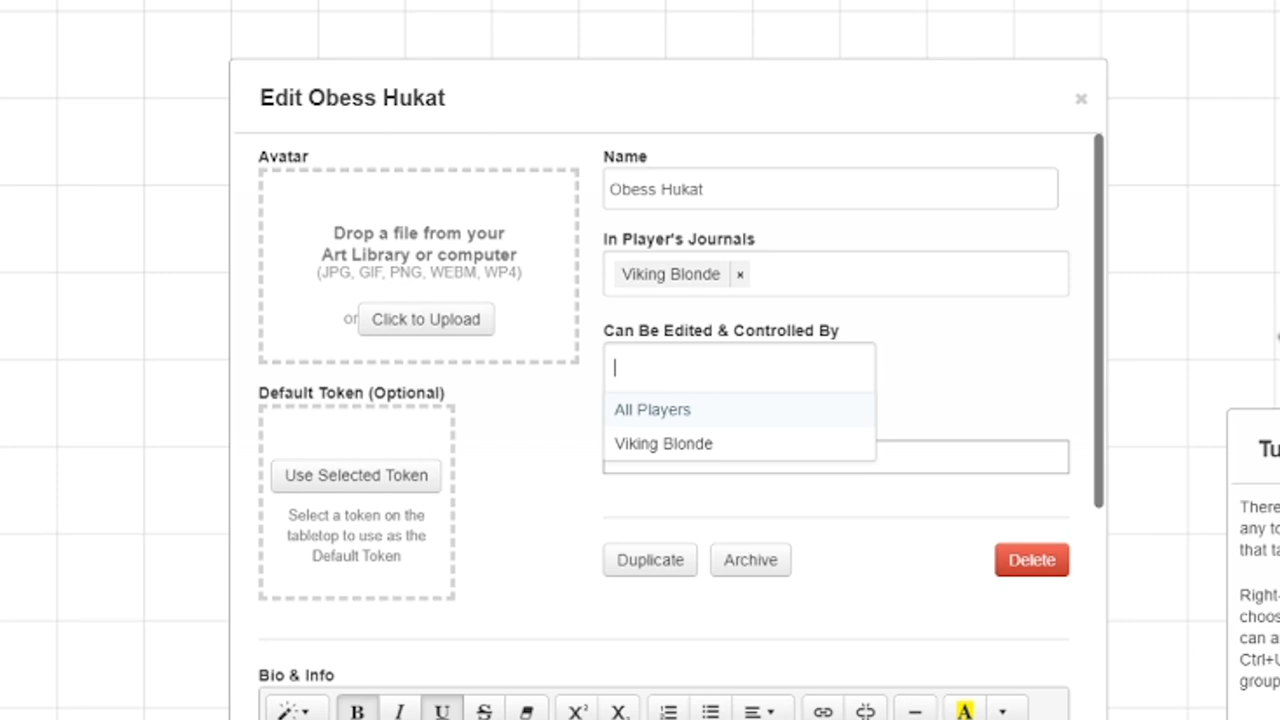 Edit Obess Hukat
×
Avatar
Drop a file from your
Art Library or computer
(JPG, GIF, PNG, WEBM, WP4)
or Click to Upload
Default Token (Optional)
Use Selected Token
Select a token on the
tabletop to use as the
Default Token
Name
Obess Hukat
In Player's Journals
Viking Blonde ×
Can Be Edited & Controlled By
All Players
Viking Blonde
Duplicate Archive Delete
Bio & Info
B I U S X² X,
A
Tu
There
any to
that ta
Right-
choos
can a
Ctrl+U
group